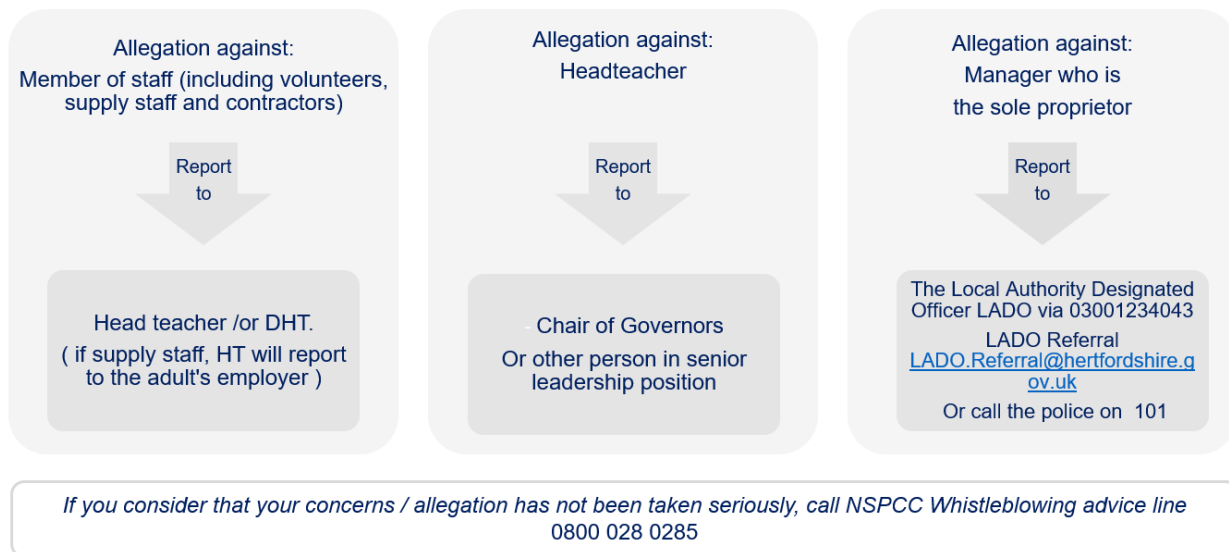 Allegation against:
Member of staff (including volunteers,
supply staff and contractors)
Report
to
Head teacher /or DHT.
( if supply staff, HT will report
to the adult's employer )
Allegation against:
Headteacher
Report
to
- Chair of Governors
Or other person in senior
leadership position
Allegation against:
Manager who is
the sole proprietor
Report
to
The Local Authority Designated
Officer LADO via 03001234043
LADO Referral
LADO.Referral@hertfordshire.g
ov.uk
Or call the police on 101
If you consider that your concerns / allegation has not been taken seriously, call NSPCC Whistleblowing advice line
0800 028 0285